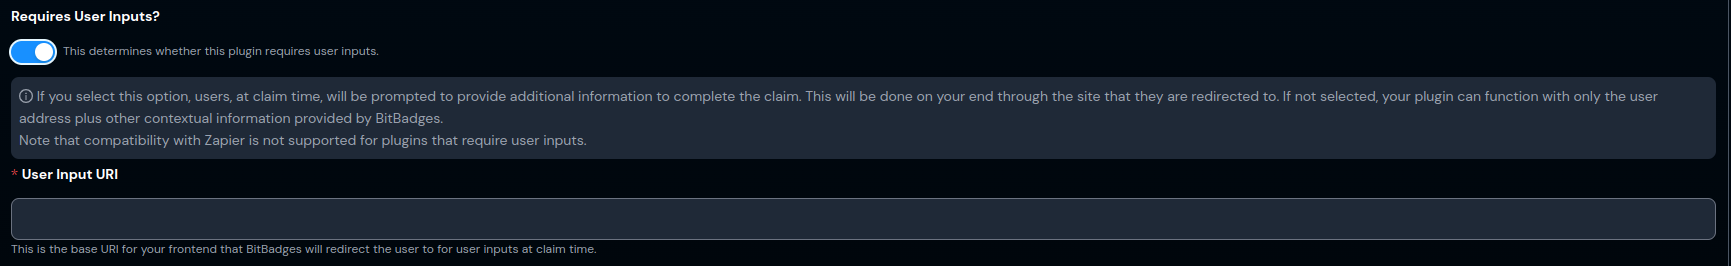 Requires User Inputs?
This determines whether this plugin requires user inputs.
If you select this option, users, at claim time, will be prompted to provide additional information to complete the claim. This will be done on your end through the site that they are redirected to. If not selected, your plugin can function with only the user
address plus other contextual information provided by BitBadges.
Note that compatibility with Zapier is not supported for plugins that require user inputs.
* User Input URI
This is the base URI for your frontend that BitBadges will redirect the user to for user inputs at claim time.